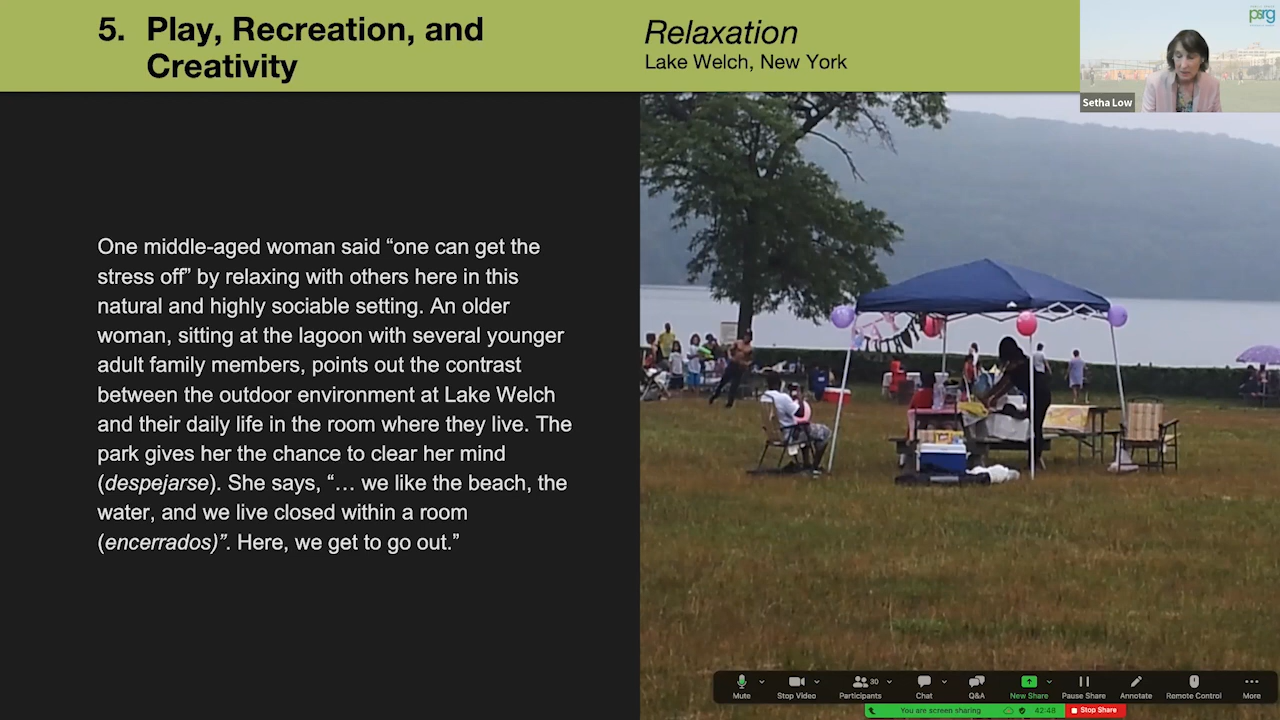 5. Play, Recreation, and
Creativity
Relaxation
Lake Welch, New York
psrg
Setha Low
One middle-aged woman said “one can get the
stress off” by relaxing with others here in this
natural and highly sociable setting. An older
woman, sitting at the lagoon with several younger
adult family members, points out the contrast
between the outdoor environment at Lake Welch
and their daily life in the room where they live. The
park gives her the chance to clear her mind
(despejarse). She says, “… we like the beach, the
water, and we live closed within a room
(encerrados)”. Here, we get to go out.”
30
Mute Stop Video Participants Chat Q&A New Share Pause Share Annotate Remote Control More
You are screen sharing 42:48 Stop Share